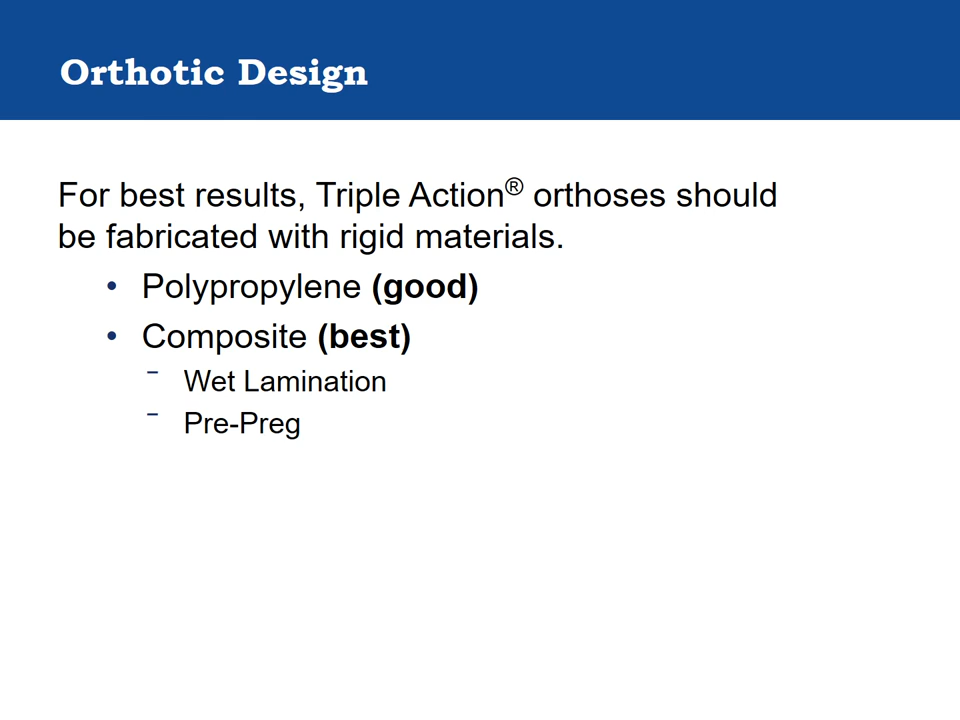 Orthotic Design
For best results, Triple Action® orthoses should
be fabricated with rigid materials.
• Polypropylene (good)
• Composite (best)
– Wet Lamination
– Pre-Preg